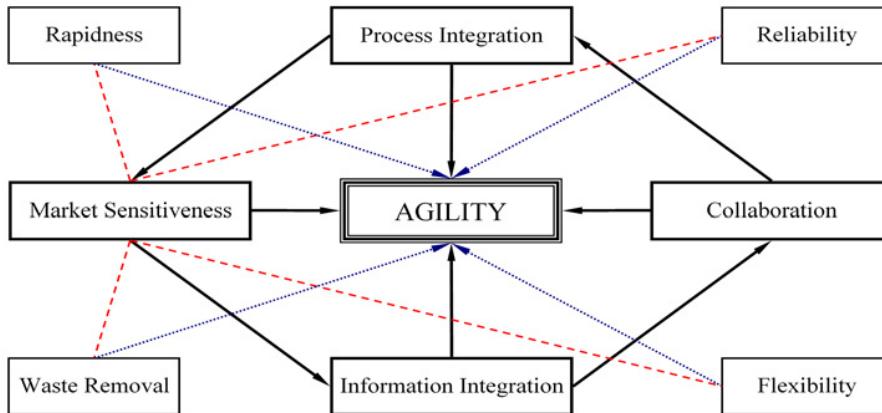 Rapidness
Process Integration
Reliability
Market Sensitiveness
AGILITY
Collaboration
Waste Removal
Information Integration
Flexibility